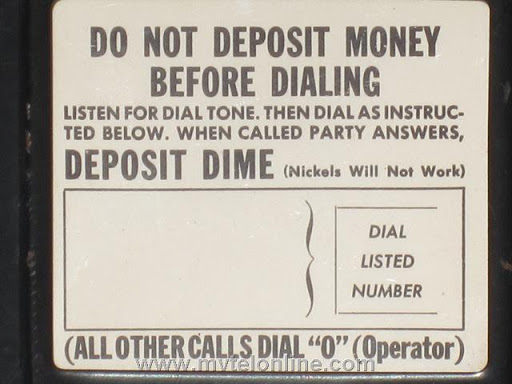 DO NOT DEPOSIT MONEY
BEFORE DIALING
LISTEN FOR DIAL TONE. THEN DIAL AS INSTRUC-
TED BELOW. WHEN CALLED PARTY ANSWERS,
DEPOSIT DIME (Nickels Will Not Work)
DIAL
LISTED
NUMBER
(ALL OTHER CALLS DIAL "O" (Operator)
www.mytelonline.com